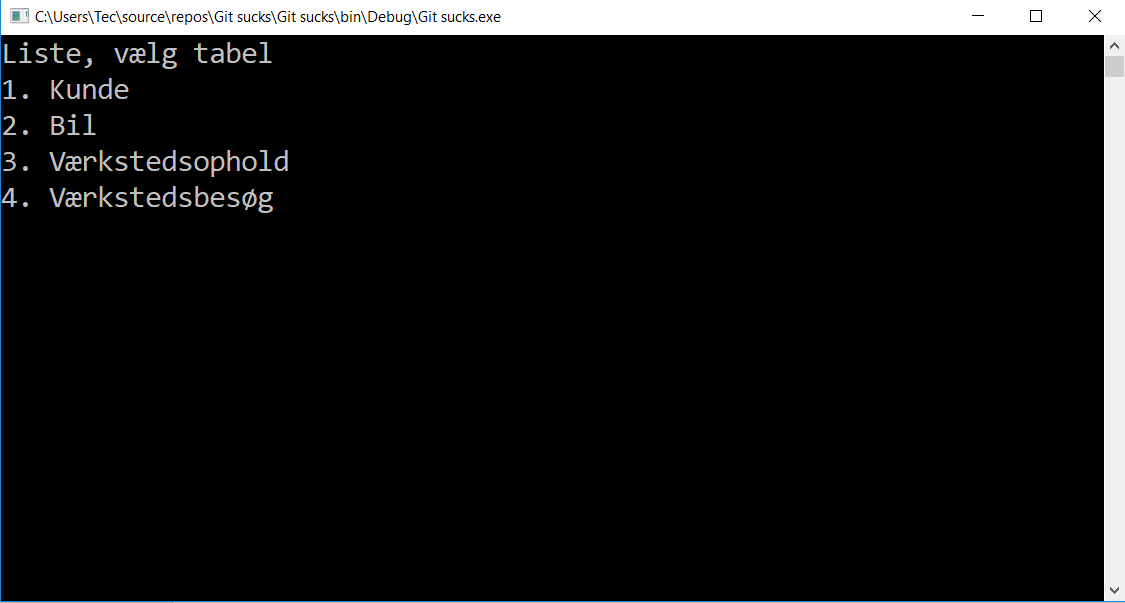 C:\Users\Tec\source\repos\Git sucks\Git sucks\bin\Debug\Git sucks.exe
Liste, vælg tabel
1. Kunde
2. Bil
3. Værkstedsophold
4. Værkstedsbesøg